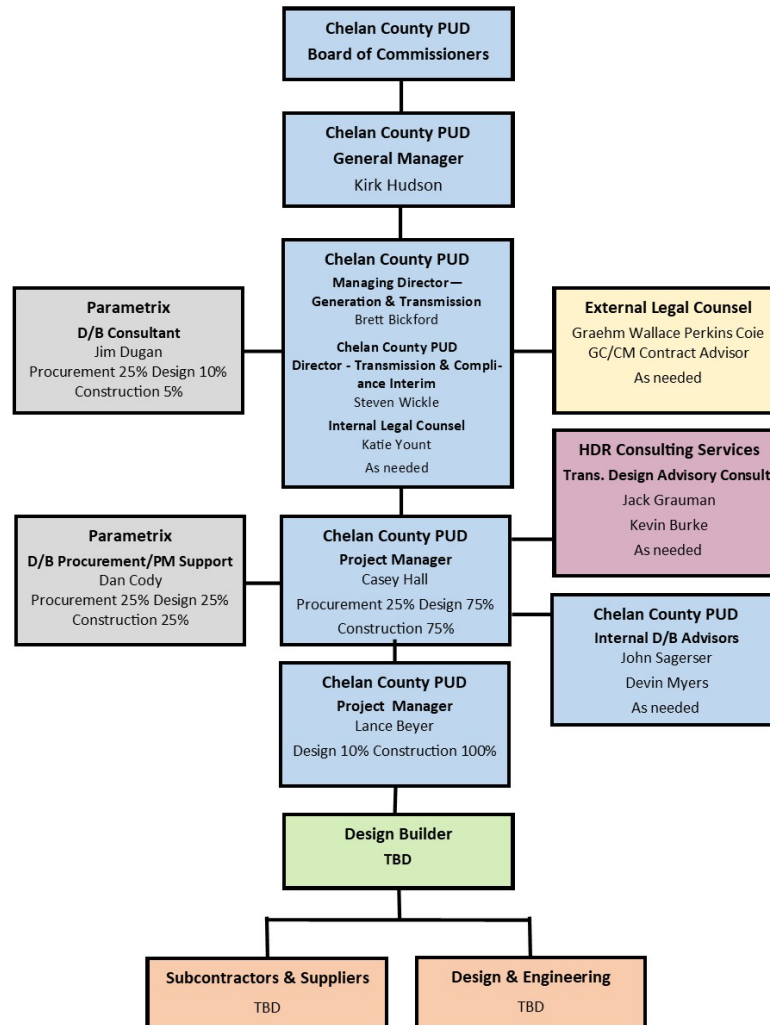 Chelan County PUD
Board of Commissioners
Chelan County PUD
General Manager
Kirk Hudson
Chelan County PUD
Managing Director—
Generation & Transmission
Brett Bickford
Chelan County PUD
Director - Transmission & Compli-
ance Interim
Steven Wickle
Internal Legal Counsel
Katie Yount
As needed
Parametrix
D/B Consultant
Jim Dugan
Procurement 25% Design 10%
Construction 5%
External Legal Counsel
Graehm Wallace Perkins Coie
GC/CM Contract Advisor
As needed
HDR Consulting Services
Trans. Design Advisory Consult
Jack Grauman
Kevin Burke
As needed
Parametrix
D/B Procurement/PM Support
Dan Cody
Procurement 25% Design 25%
Construction 25%
Chelan County PUD
Project Manager
Casey Hall
Procurement 25% Design 75%
Construction 75%
Chelan County PUD
Internal D/B Advisors
John Sagerser
Devin Myers
As needed
Chelan County PUD
Project Manager
Lance Beyer
Design 10% Construction 100%
Design Builder
TBD
Subcontractors & Suppliers
TBD
Design & Engineering
TBD